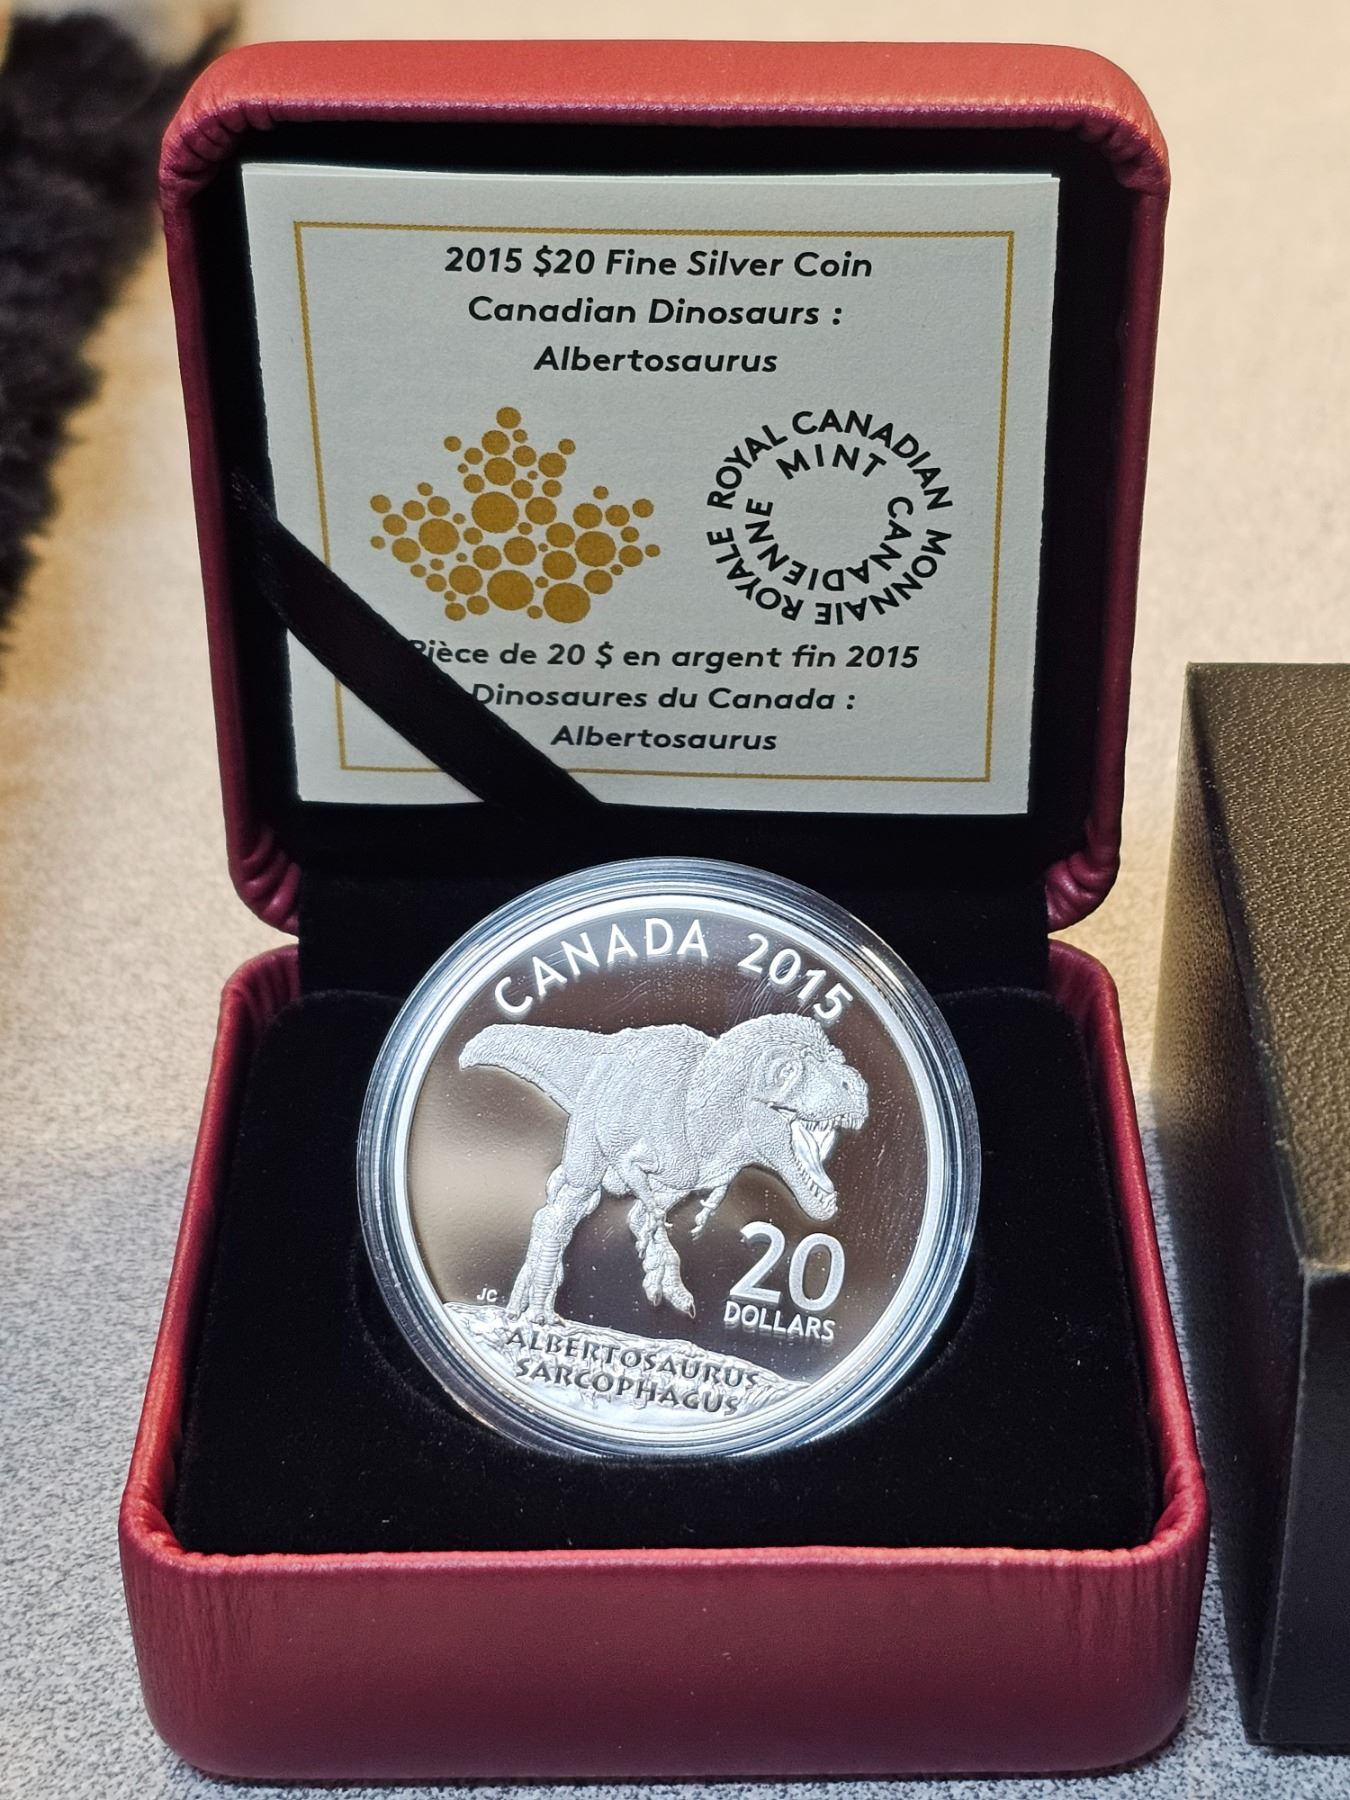 2015 $20 Fine Silver Coin
Canadian Dinosaurs :
Albertosaurus
ROYAL CANADIAN
MINT
MONNAIE ROYALE
CANADIENNE
Pièce de 20 $ en argent fin 2015
Dinosaures du Canada :
Albertosaurus
CANADA 2015
20
DOLLARS
JC
ALBERTOSAURUS
SARCOPHAGUS